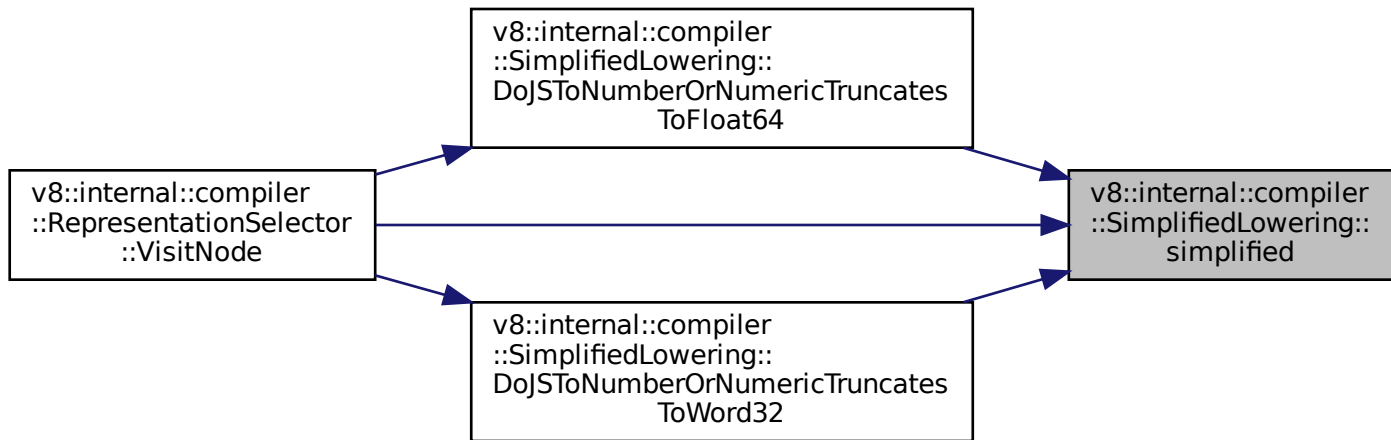 v8::internal::compiler
::SimplifiedLowering::
DoJSToNumberOrNumericTruncates
ToFloat64
v8::internal::compiler
::RepresentationSelector
::VisitNode
v8::internal::compiler
::SimplifiedLowering::
simplified
v8::internal::compiler
::SimplifiedLowering::
DoJSToNumberOrNumericTruncates
ToWord32